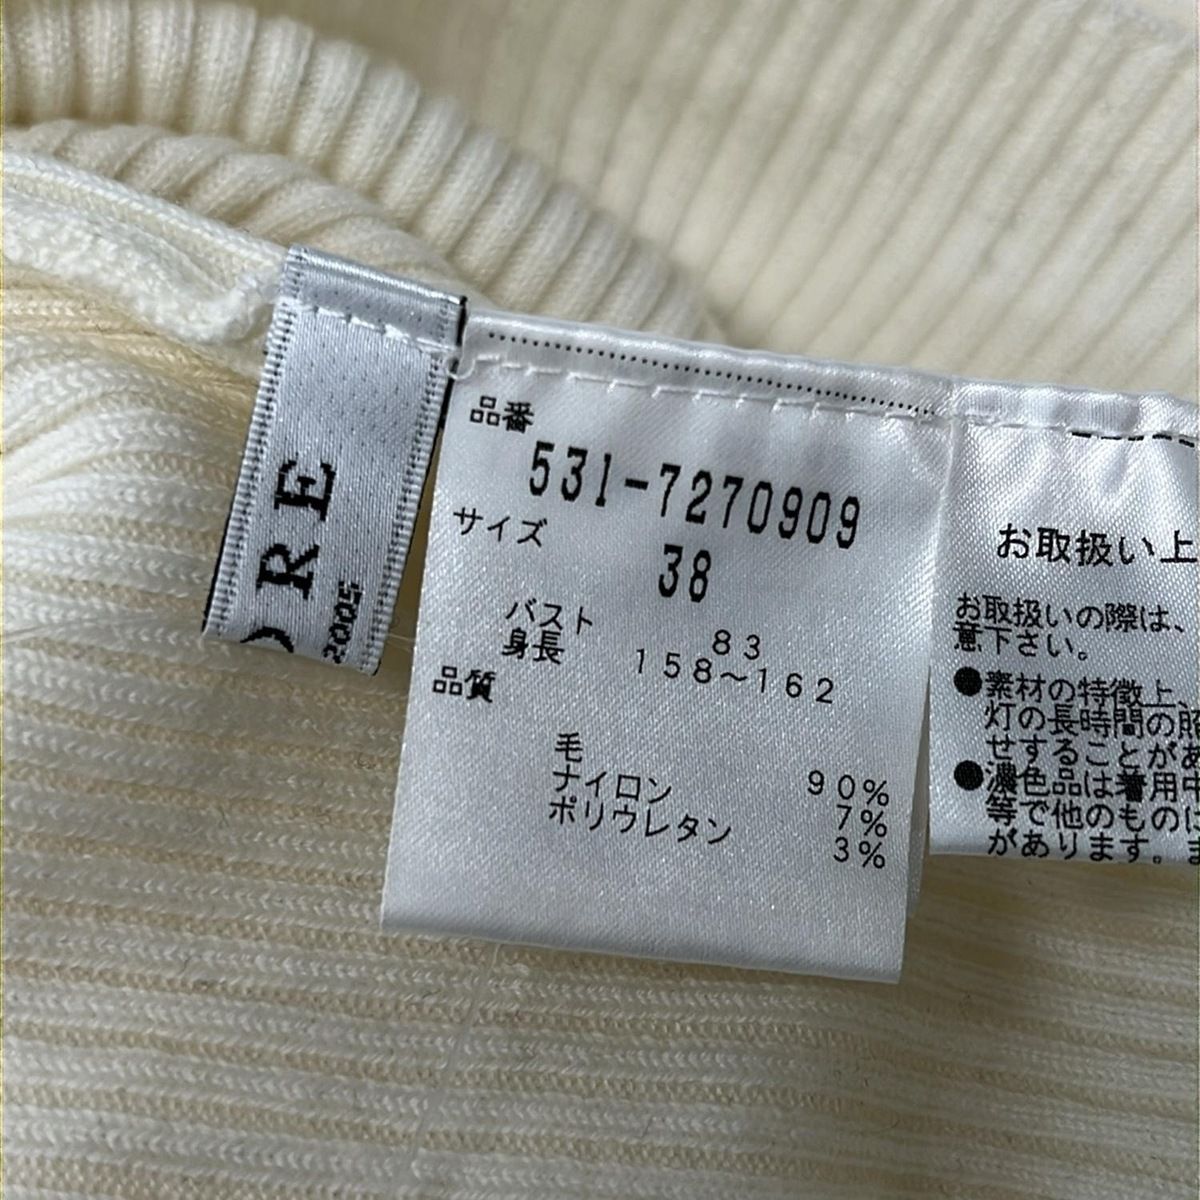 ORE
2005
品番
531-7270909
サイズ
38
バスト 83
身長 158~162
品質
毛 90%
ナイロン 7%
ポリウレタン 3%
お取扱い上
お取扱いの際は、
意下さい。
●素材の特徴上、
灯の長時間の
せすることがあ
●濃色品は着用中
等で他のものに
があります。ま